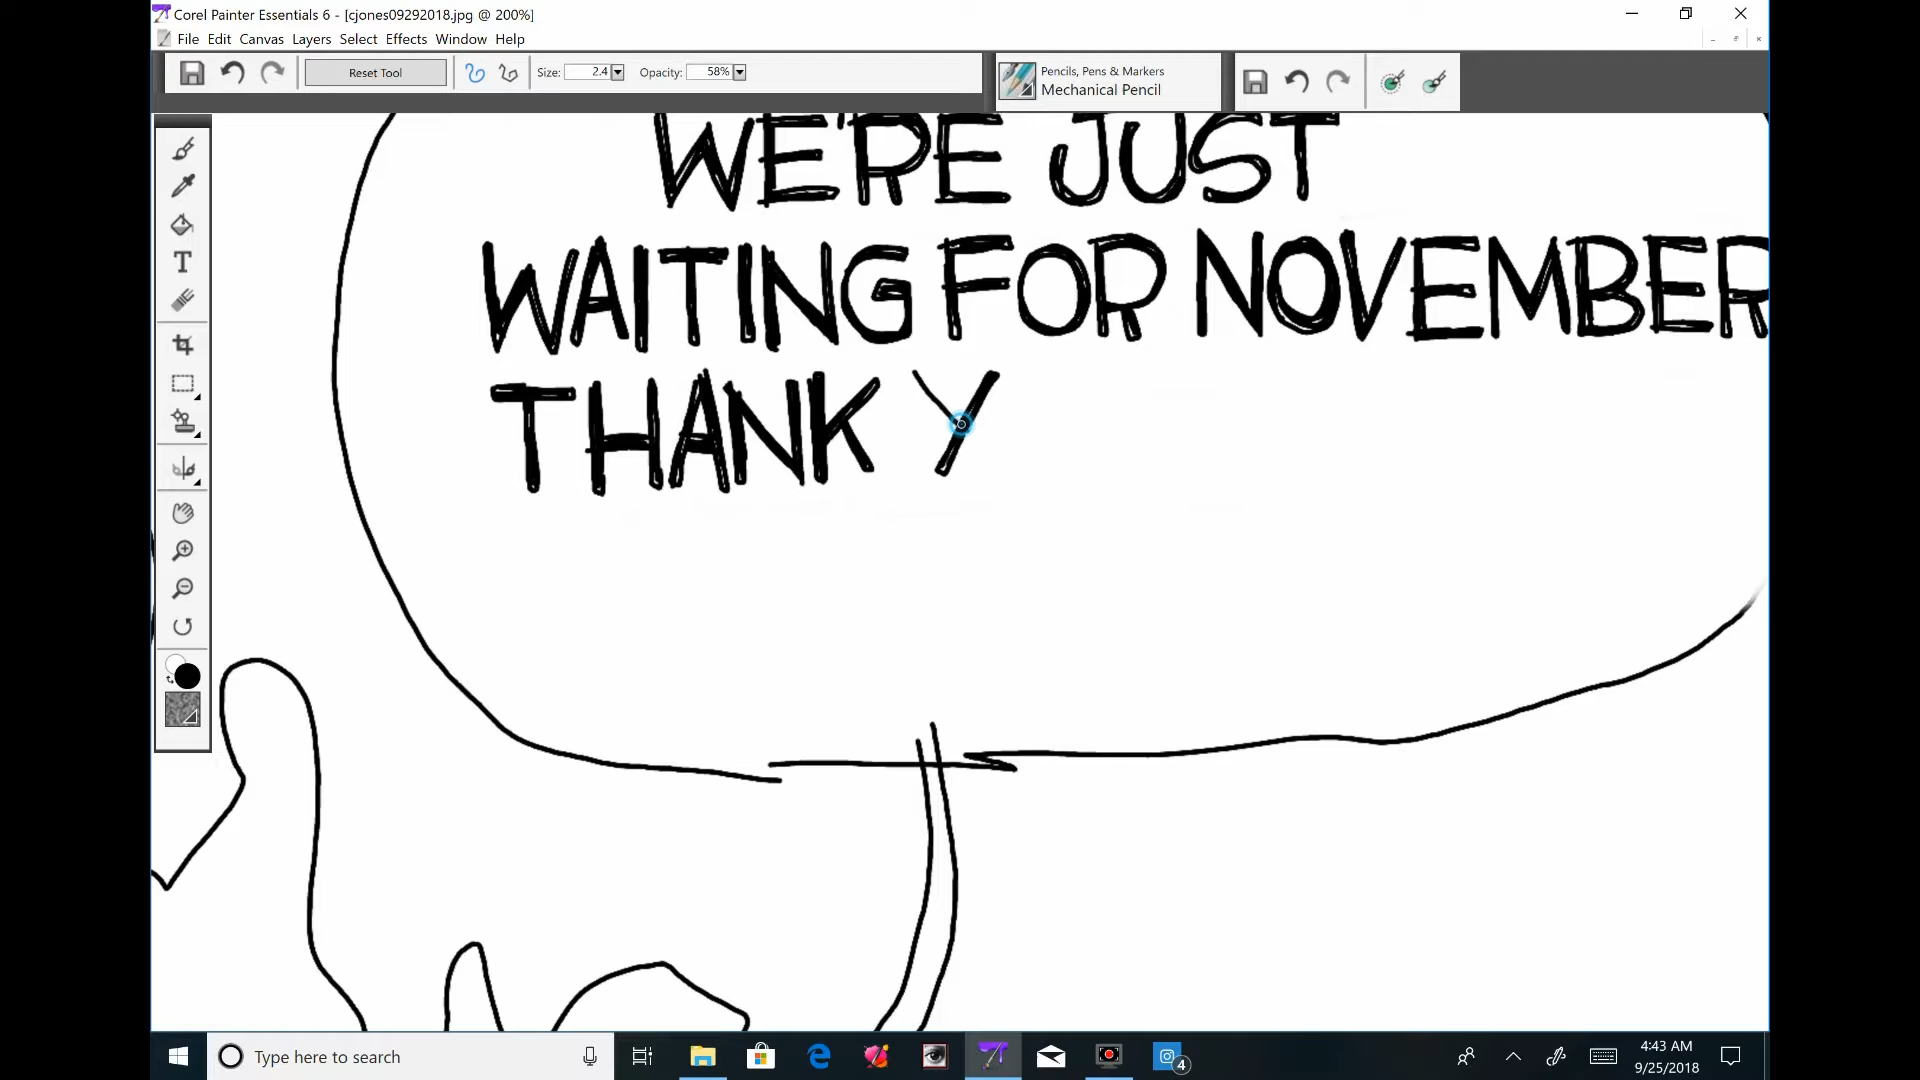 Corel Painter Essentials 6 - [cjones09292018.jpg @ 200%]
File Edit Canvas Layers Select Effects Window Help
Reset Tool Size: 2.4 Opacity: 58% Pencils, Pens & Markers
Mechanical Pencil
WE'RE JUST
WAITING FOR NOVEMBER
THANK Y
Type here to search
4
4:43 AM
9/25/2018